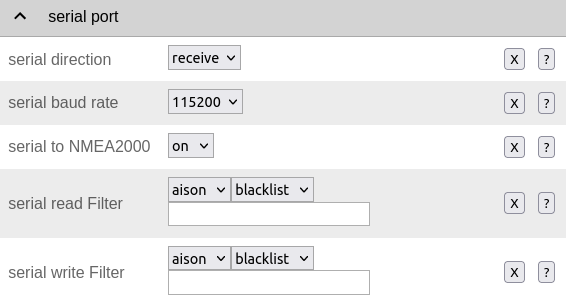 serial port
serial direction receive X ?
serial baud rate 115200 X ?
serial to NMEA2000 on X ?
serial read Filter aison blacklist X ?
serial write Filter aison blacklist X ?